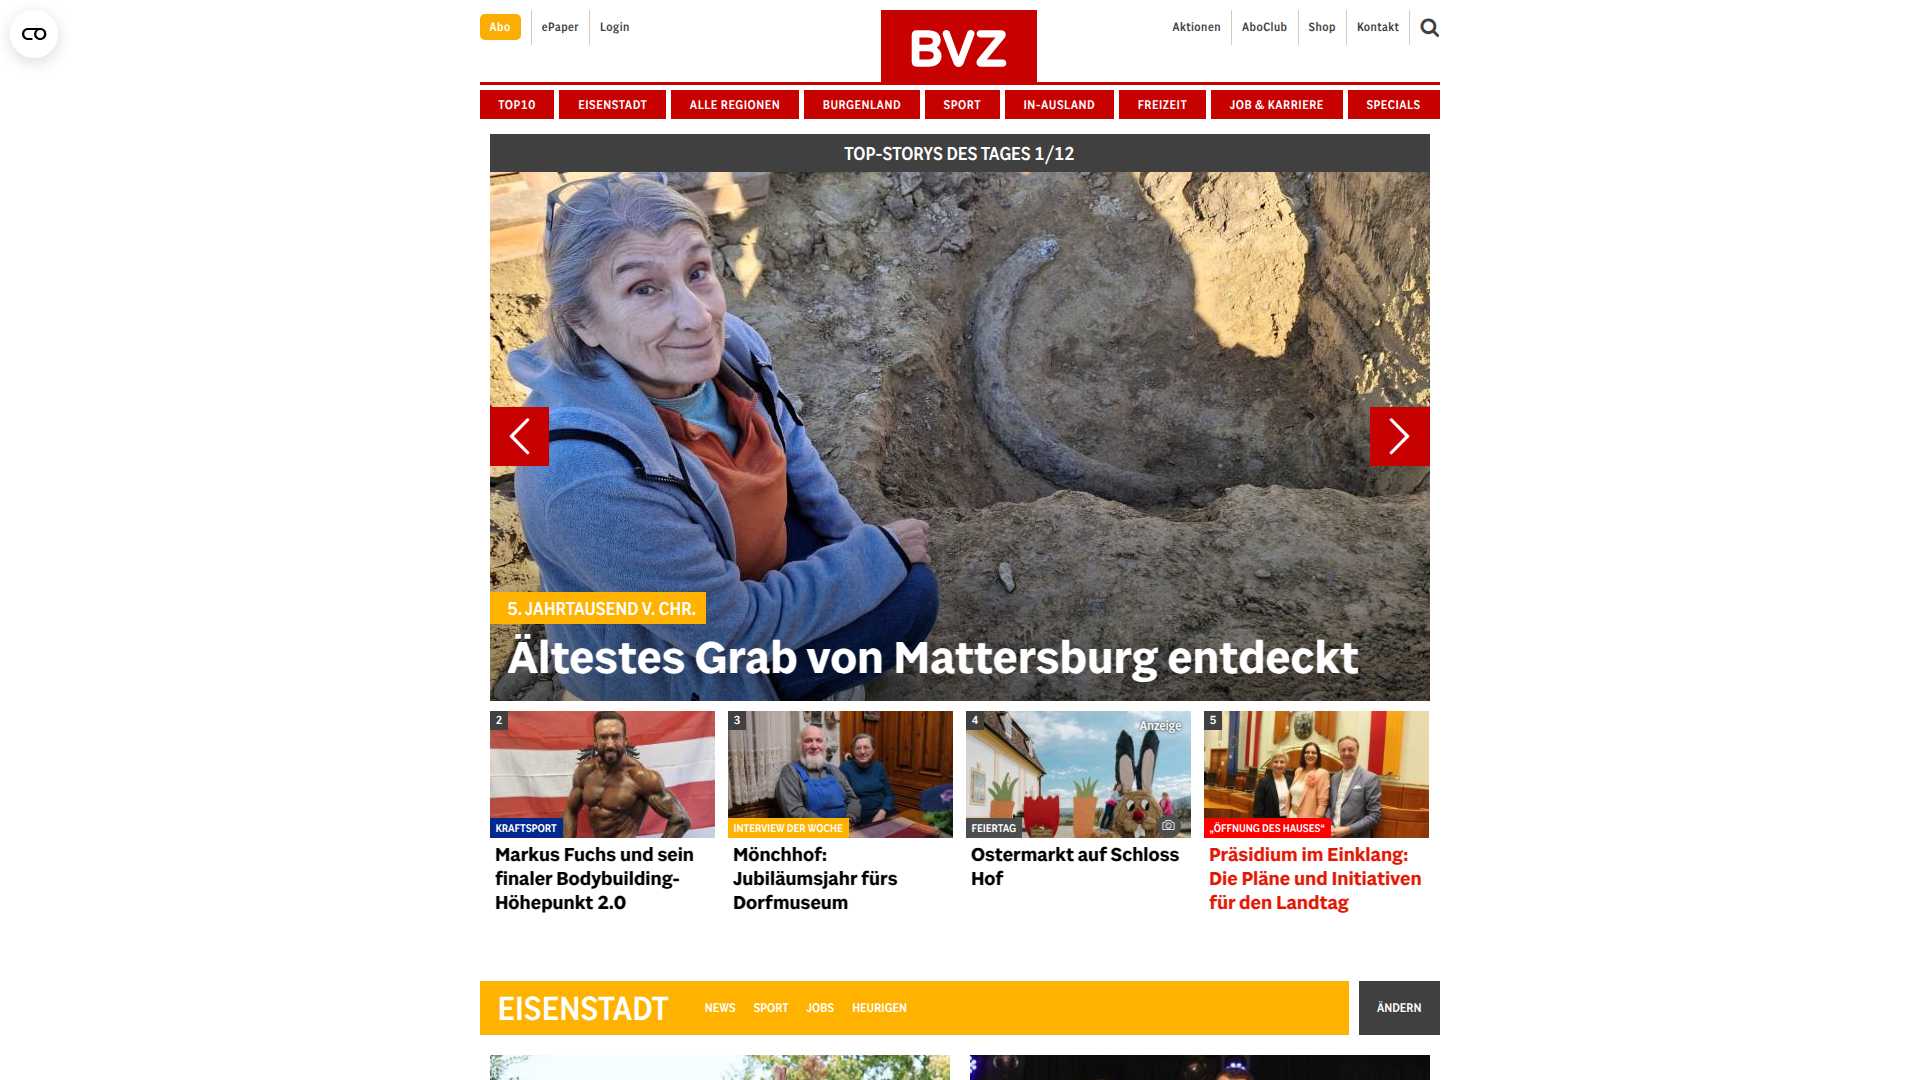 Abo
ePaper
Login
BVZ
Aktionen
AboClub
Shop
Kontakt
TOP10
EISENSTADT
ALLE REGIONEN
BURGENLAND
SPORT
IN-AUSLAND
FREIZEIT
JOB & KARRIERE
SPECIALS
TOP-STORYS DES TAGES 1/12
5. JAHRTAUSEND V. CHR.
Ältestes Grab von Mattersburg entdeckt
2
KRAFTSPORT
Markus Fuchs und sein
finaler Bodybuilding-
Höhepunkt 2.0
3
INTERVIEW DER WOCHE
Mönchhof:
Jubiläumsjahr fürs
Dorfmuseum
4
Anzeige
FEIERTAG
Ostermarkt auf Schloss
Hof
5
„ÖFFNUNG DES HAUSES“
Präsidium im Einklang:
Die Pläne und Initiativen
für den Landtag
EISENSTADT
NEWS
SPORT
JOBS
HEURIGEN
ÄNDERN